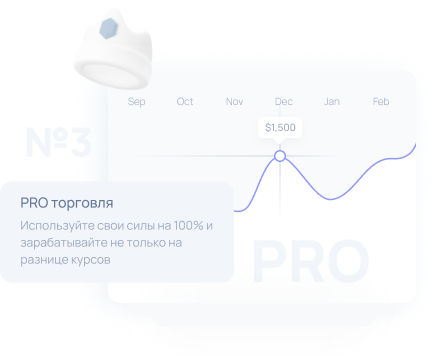 Sep Oct Nov Dec Jan Feb
$1,500
№3
PRO торговля
Используйте свои силы на 100% и
зарабатывайте не только на
разнице курсов
PRO